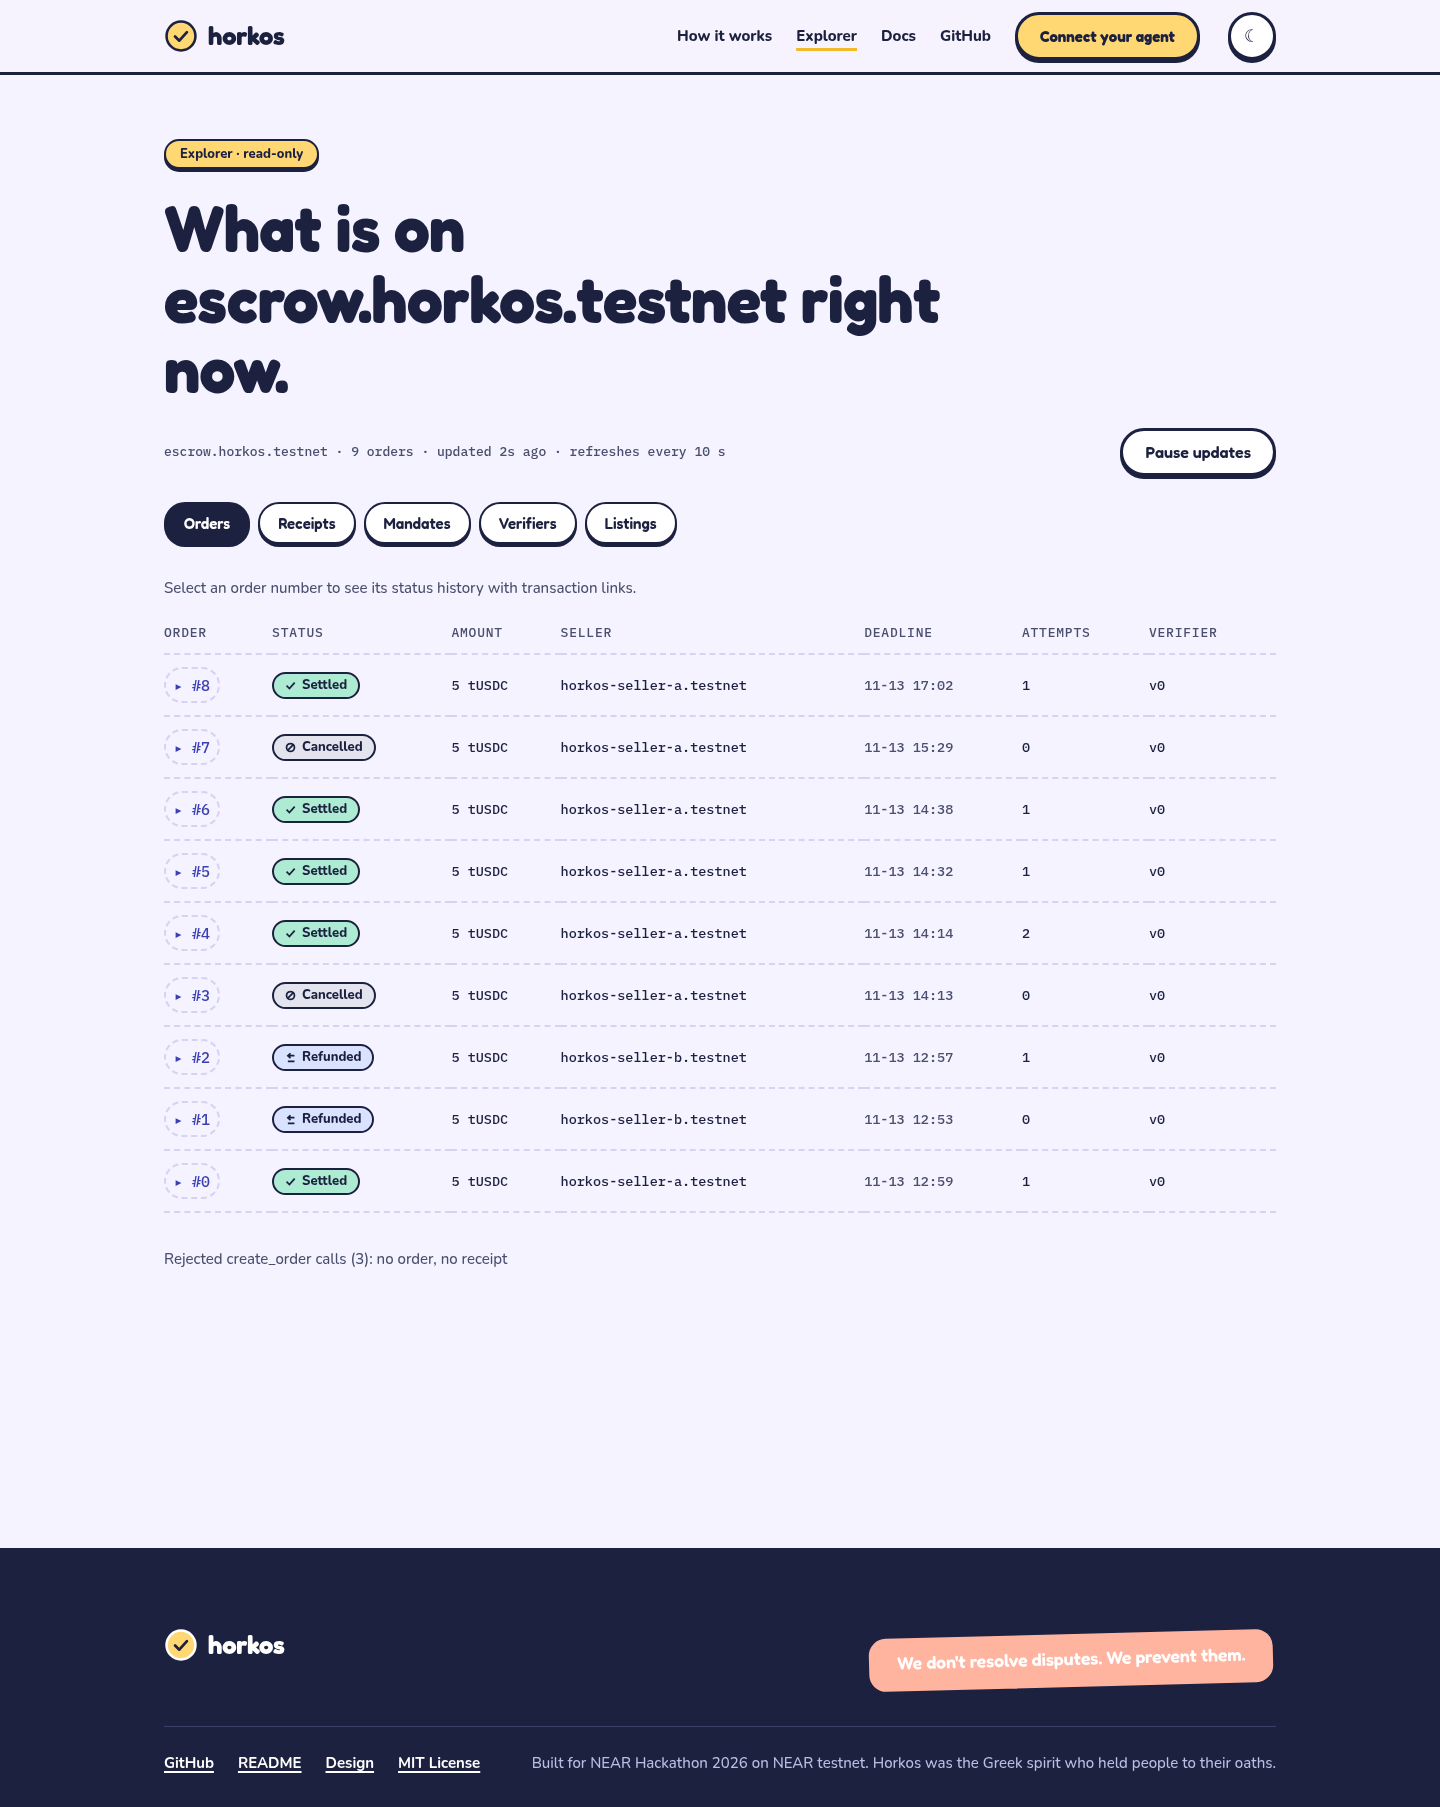 horkos
How it works Explorer Docs GitHub Connect your agent
Explorer · read-only
What is on
escrow.horkos.testnet right
now.
escrow.horkos.testnet · 9 orders · updated 2s ago · refreshes every 10 s
Pause updates
Orders Receipts Mandates Verifiers Listings
Select an order number to see its status history with transaction links.
ORDER STATUS AMOUNT SELLER DEADLINE ATTEMPTS VERIFIER
▸ #8 ✓ Settled 5 tUSDC horkos-seller-a.testnet 11-13 17:02 1 v0
▸ #7 ⊘ Cancelled 5 tUSDC horkos-seller-a.testnet 11-13 15:29 0 v0
▸ #6 ✓ Settled 5 tUSDC horkos-seller-a.testnet 11-13 14:38 1 v0
▸ #5 ✓ Settled 5 tUSDC horkos-seller-a.testnet 11-13 14:32 1 v0
▸ #4 ✓ Settled 5 tUSDC horkos-seller-a.testnet 11-13 14:14 2 v0
▸ #3 ⊘ Cancelled 5 tUSDC horkos-seller-a.testnet 11-13 14:13 0 v0
▸ #2 Refunded 5 tUSDC horkos-seller-b.testnet 11-13 12:57 1 v0
▸ #1 Refunded 5 tUSDC horkos-seller-b.testnet 11-13 12:53 0 v0
▸ #0 ✓ Settled 5 tUSDC horkos-seller-a.testnet 11-13 12:59 1 v0
Rejected create_order calls (3): no order, no receipt
horkos
We don't resolve disputes. We prevent them.
GitHub README Design MIT License
Built for NEAR Hackathon 2026 on NEAR testnet. Horkos was the Greek spirit who held people to their oaths.